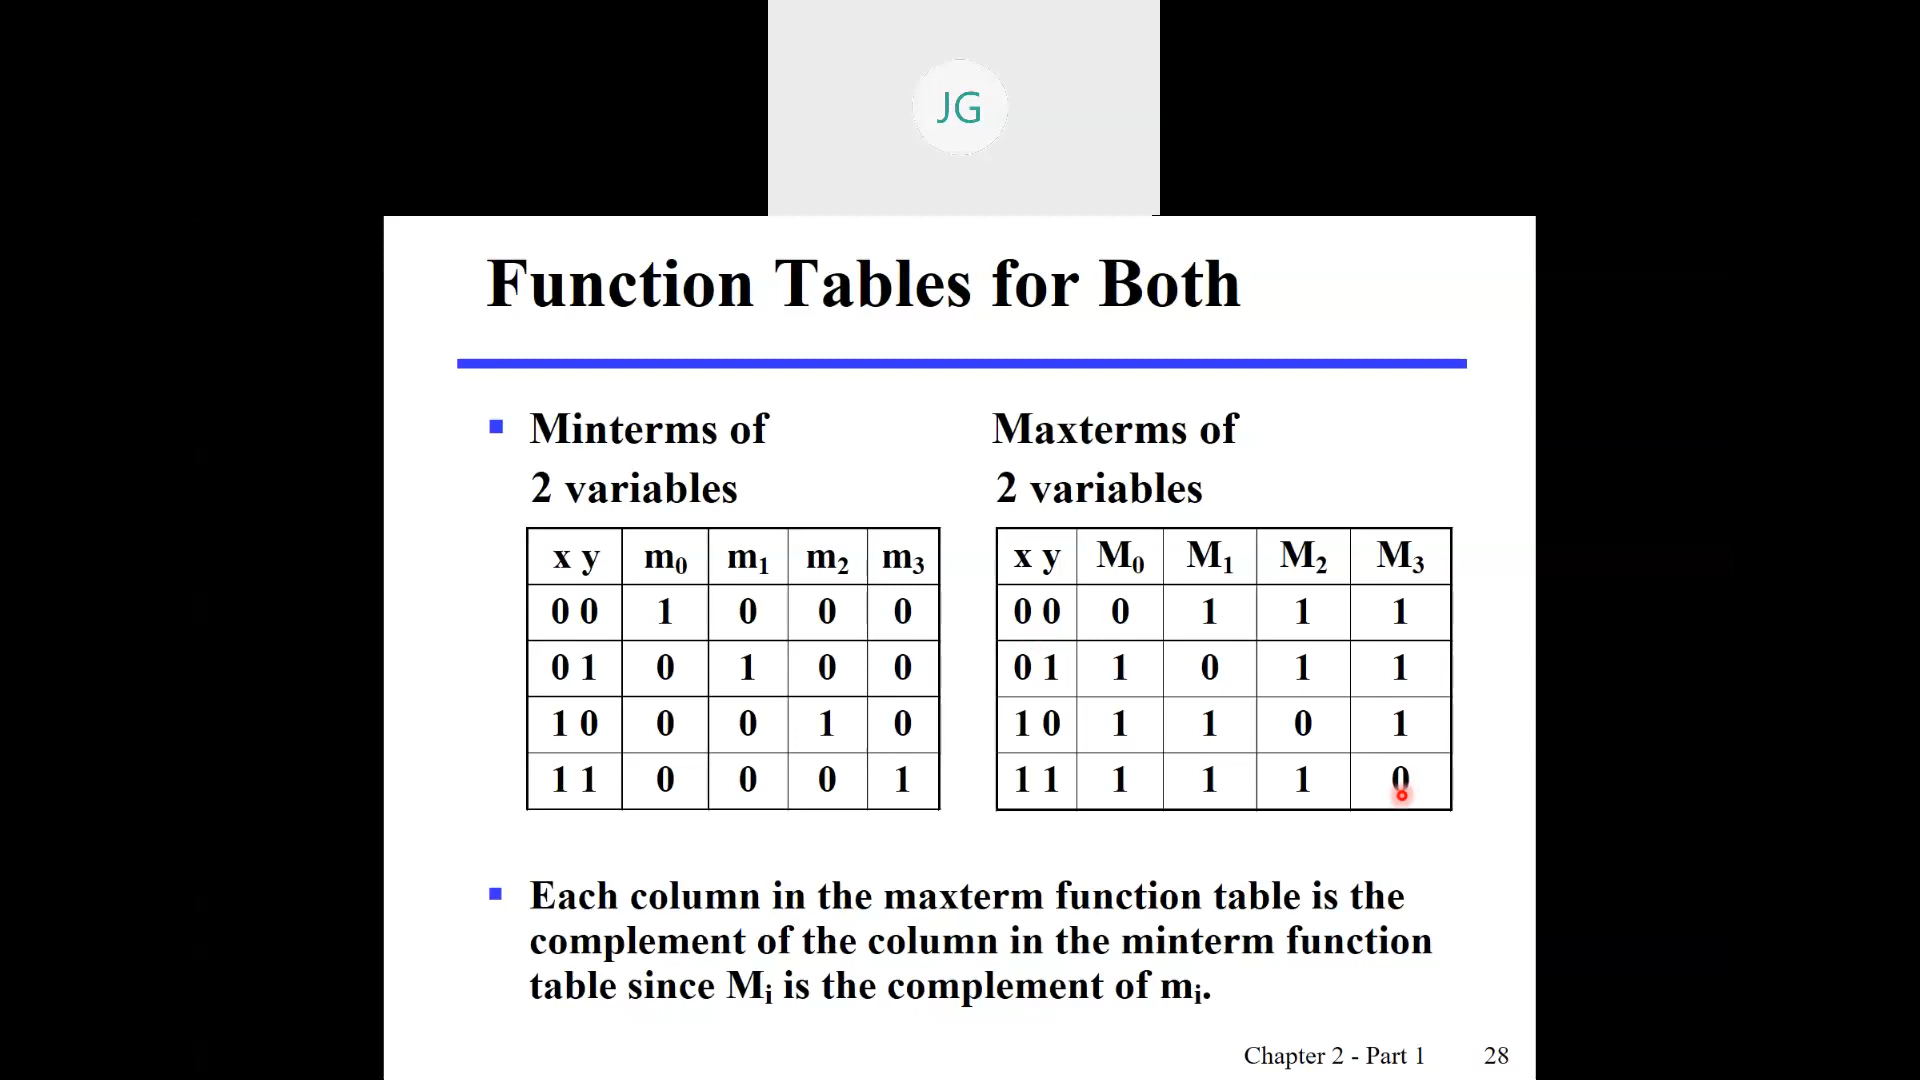 JG
Function Tables for Both
Minterms of Maxterms of
2 variables 2 variables
x y m₀ m₁ m₂ m₃ x y M₀ M₁ M₂ M₃
0 0 1 0 0 0 0 0 0 1 1 1
0 1 0 1 0 0 0 1 1 0 1 1
1 0 0 0 1 0 1 0 1 1 0 1
1 1 0 0 0 1 1 1 1 1 1 0
Each column in the maxterm function table is the
complement of the column in the minterm function
table since Mᵢ is the complement of mᵢ.
Chapter 2 - Part 1 28